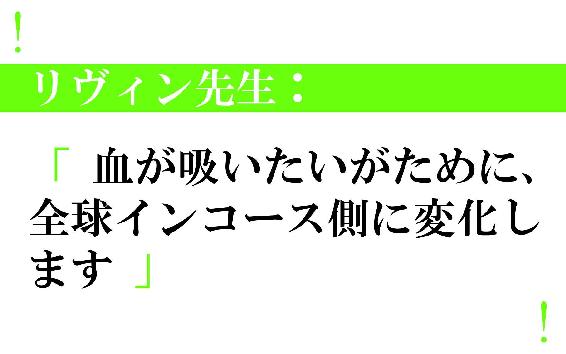 !
リヴィン先生：
「 血が吸いたいがために、
全球インコース側に変化し
ます 」
!